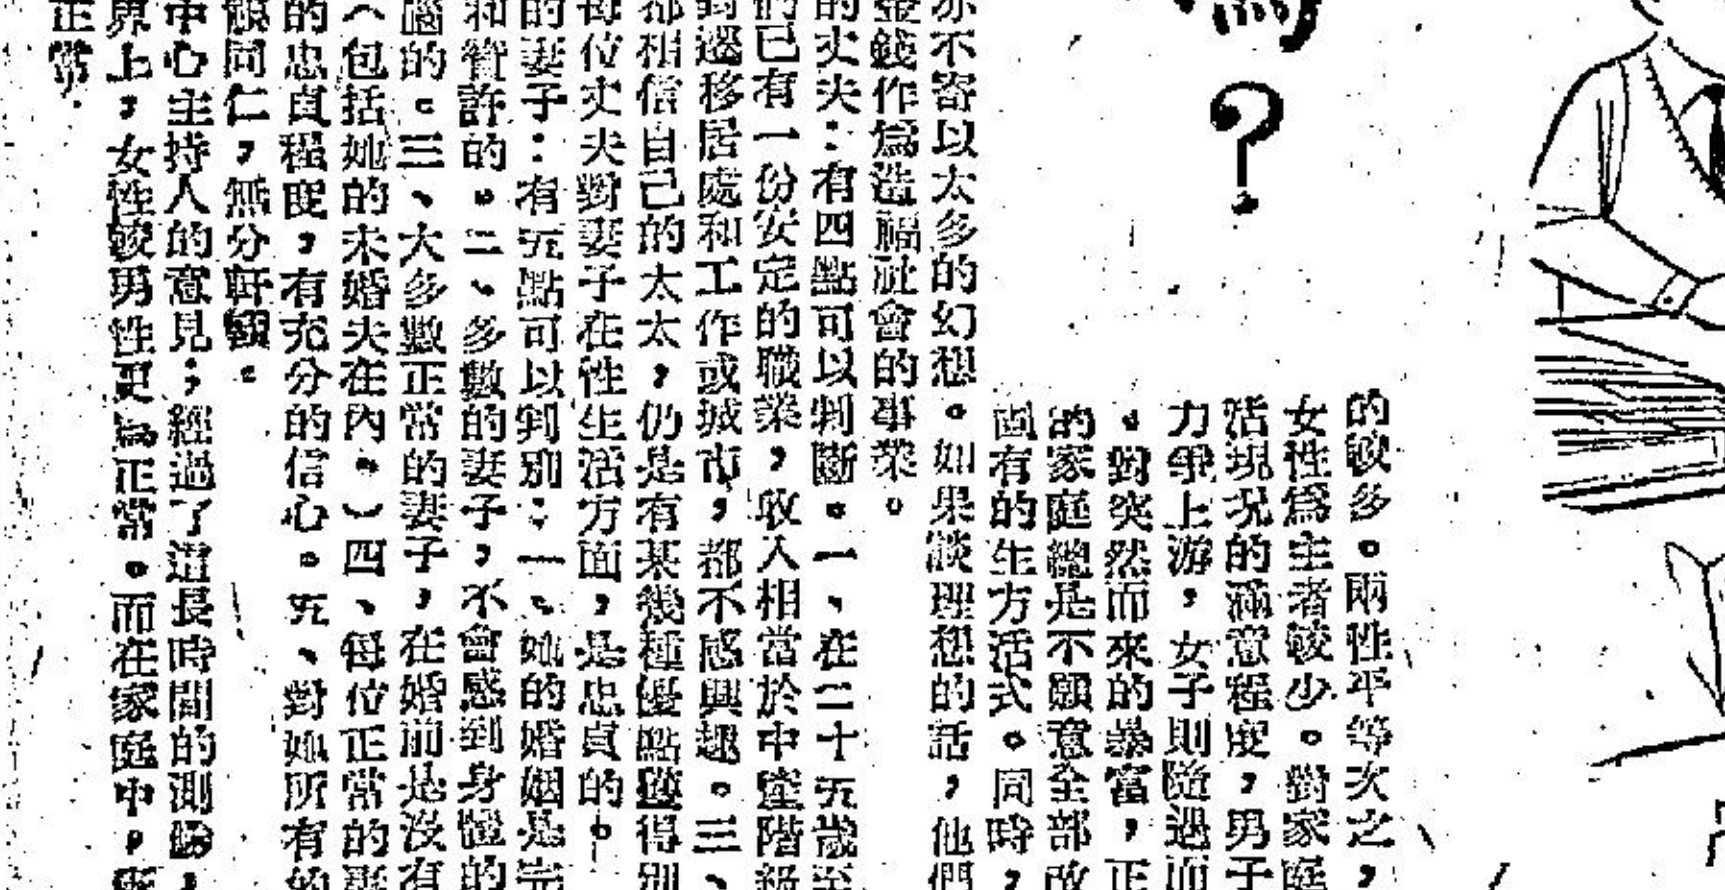 嗎？
的較多。兩性平等次之，
女性爲主者較少。對家庭
活現況的滿意程度，男子
力爭上游，女子則隨遇而
。對突然而來的暴富，正
的家庭總是不願意全部改
固有的生方活式。同時，
亦不寄以太多的幻想。如果談理想的話，他們
金錢作爲造福社會的事業。
的丈夫：有四點可以判斷。一、在二十五歲至
們已有一份安定的職業，收入相當於中產階級
對遷移居處和工作或城市，都不感興趣。三、
都相信自己的太太，仍是有某幾種優點 得別
每位丈夫對妻子在性生活方面，是忠貞的。
的妻子：有五點可以判別：一、她的婚姻是完
和贊許的。二、多數的妻子，不會感到身體的
腦的。三、大多數正常的妻子，在婚前是沒有
（包括她的未婚夫在內。）四、每位正常的妻
的忠貞程度，有充分的信心。五、對她所有的
視同仁，無分軒輊。
中心主持人的意見；經過了這長時間的測驗，
界上，女性較男性更為正常。而在家庭中，
正常。